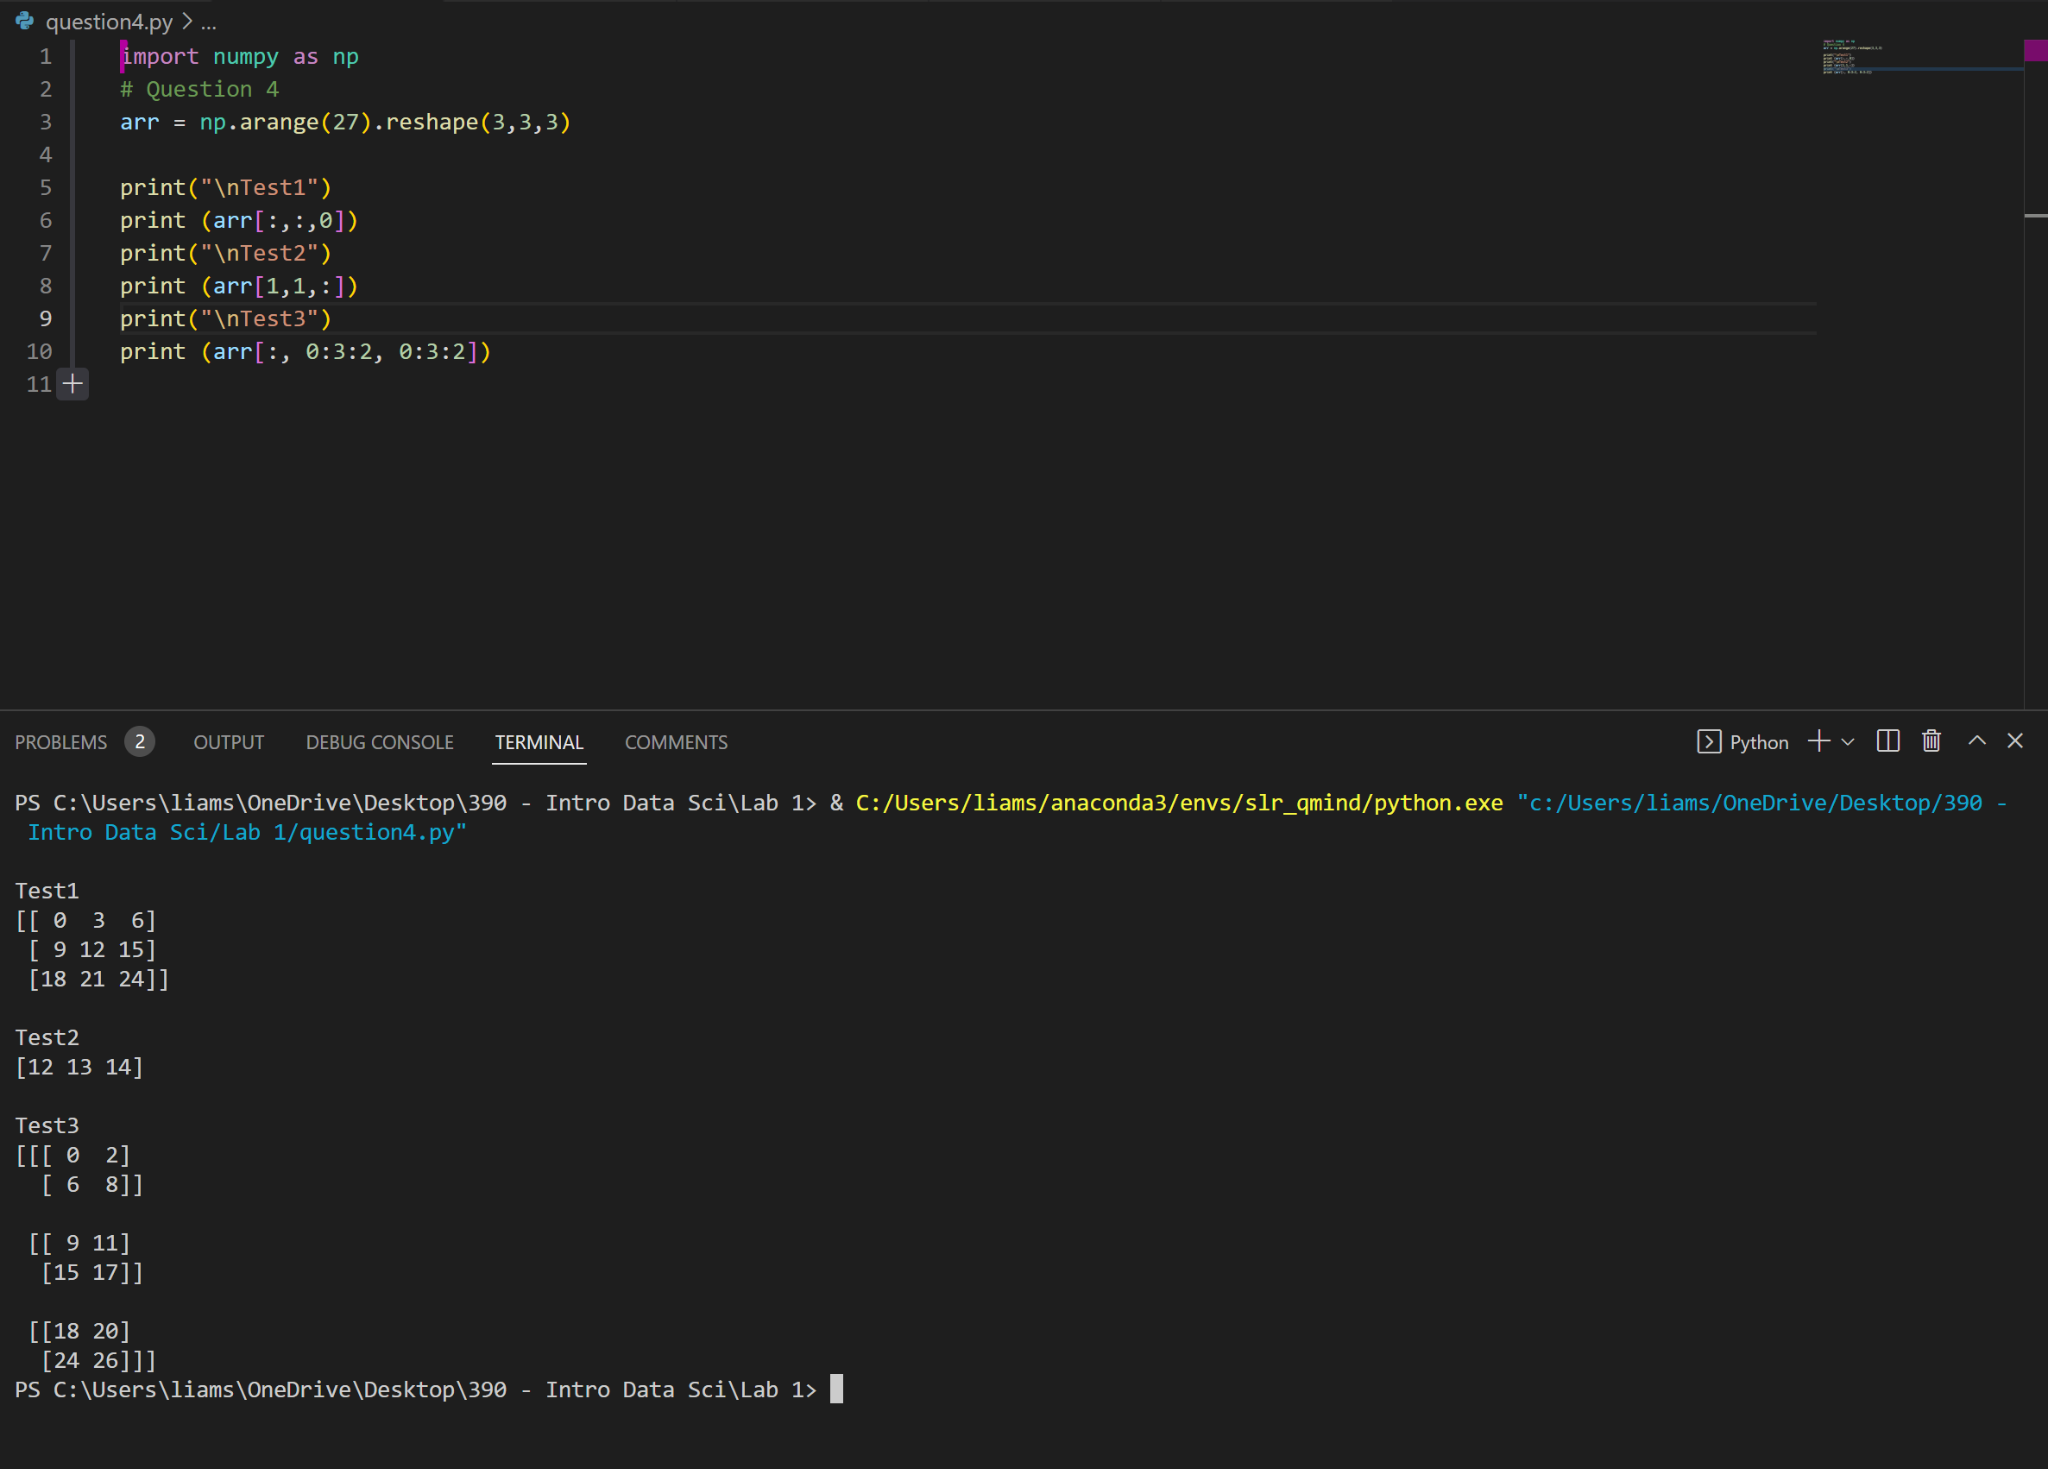 question4.py > ...
1 import numpy as np
2 # Question 4
3 arr = np.arange(27).reshape(3,3,3)
4
5 print("\nTest1")
6 print (arr[:,:,0])
7 print("\nTest2")
8 print (arr[1,1,:])
9 print("\nTest3")
10 print (arr[:, 0:3:2, 0:3:2])
11
PROBLEMS 2 OUTPUT DEBUG CONSOLE TERMINAL COMMENTS Python
PS C:\Users\liams\OneDrive\Desktop\390 - Intro Data Sci\Lab 1> & C:/Users/liams/anaconda3/envs/slr_qmind/python.exe "c:/Users/liams/OneDrive/Desktop/390 -
 Intro Data Sci/Lab 1/question4.py"
Test1
[[ 0  3  6]
 [ 9 12 15]
 [18 21 24]]
Test2
[12 13 14]
Test3
[[[ 0  2]
  [ 6  8]]
 [[ 9 11]
  [15 17]]
 [[18 20]
  [24 26]]]
PS C:\Users\liams\OneDrive\Desktop\390 - Intro Data Sci\Lab 1>